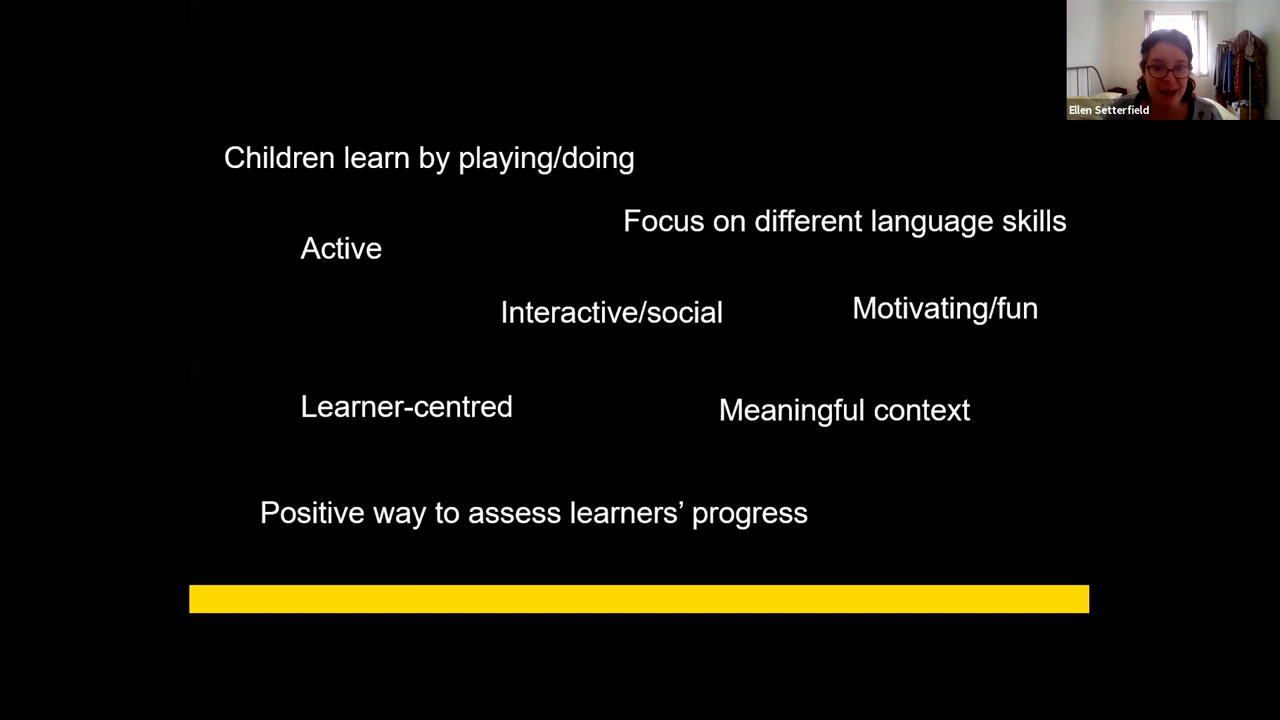 Ellen Setterfield
Children learn by playing/doing
Focus on different language skills
Active
Interactive/social
Motivating/fun
Learner-centred
Meaningful context
Positive way to assess learners’ progress